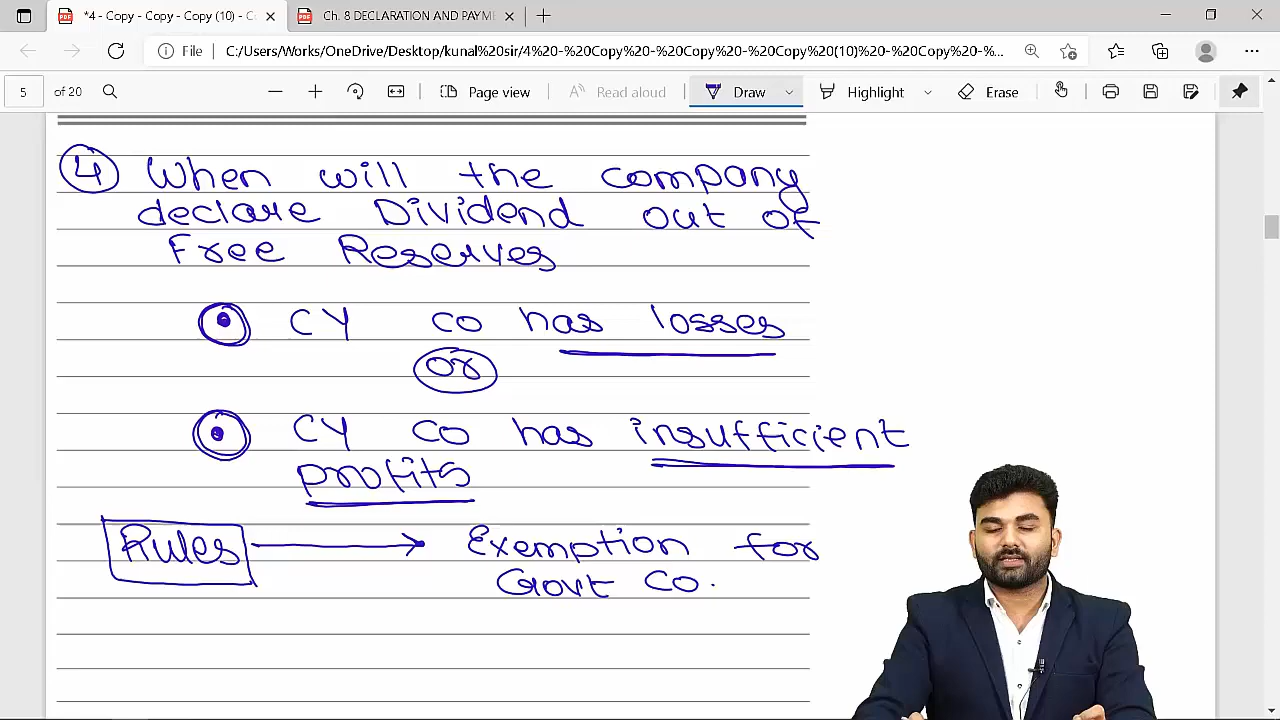 *4 - Copy - Copy - Copy (10) - Co
Ch. 8 DECLARATION AND PAYME
File
C:/Users/Works/OneDrive/Desktop/kunal%20sir/4%20-%20Copy%20-%20Copy%20-%20Copy%20(10)%20-%20Copy%20-%...
5 of 20
Page view
Read aloud
Draw
Highlight
Erase
4 When will the company
declare Dividend out of
Free Reserves
CY co has losses
or
CY co has insufficient
profits
Rules → Exemption for
Govt Co.